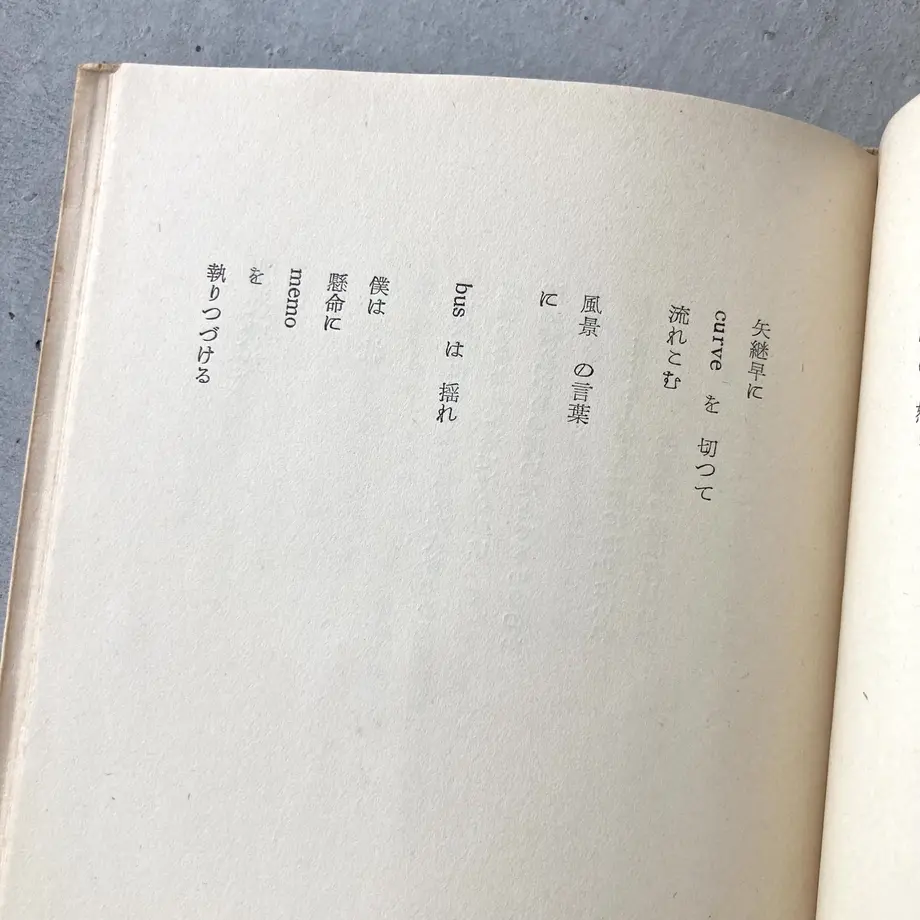 矢継早に
curve を 切つて
流れこむ
風景 の言葉
に
bus は 揺れ
僕は
懸命に
memo
を
執りつづける